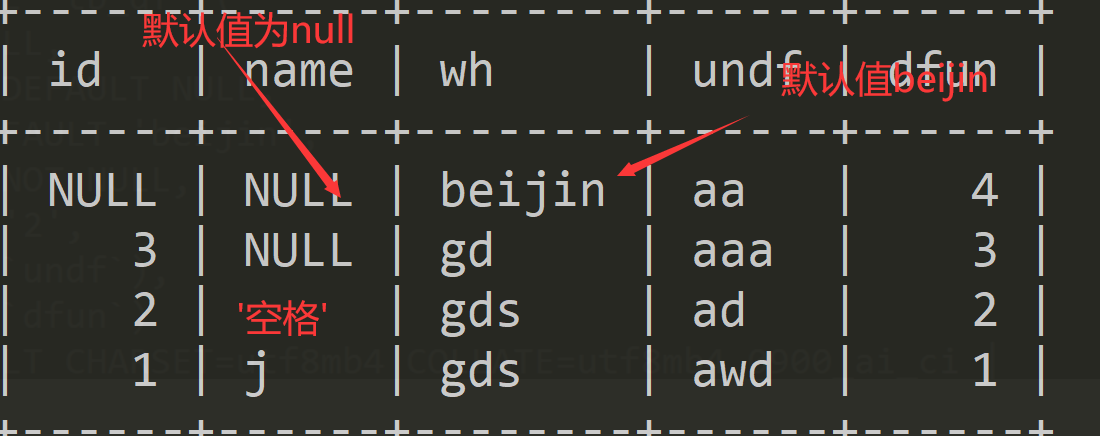 默认值为null
| id | name | wh | undf | dfun |
默认值beijin
| NULL | NULL | beijin | aa | 4 |
| 3 | NULL | gd | aaa | 3 |
| 2 | '空格' | gds | ad | 2 |
| 1 | j | gds | awd | 1 |